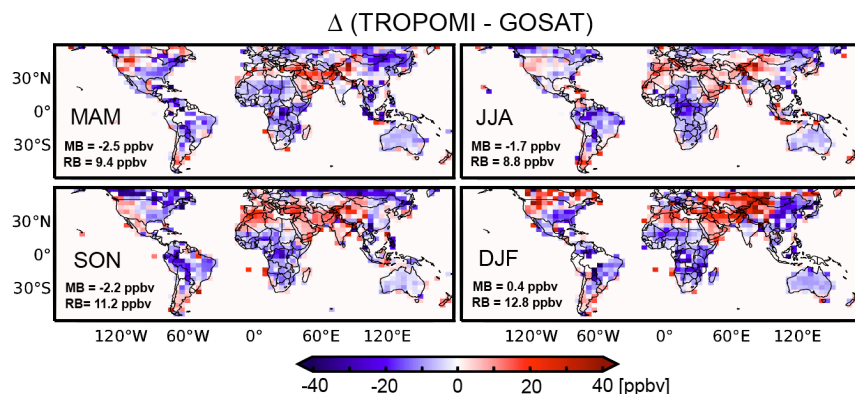 Δ (TROPOMI - GOSAT)
30°N
0°
30°S
MAM
MB = -2.5 ppbv
RB = 9.4 ppbv
JJA
MB = -1.7 ppbv
RB = 8.8 ppbv
30°N
0°
30°S
SON
MB = -2.2 ppbv
RB= 11.2 ppbv
DJF
MB = 0.4 ppbv
RB = 12.8 ppbv
120°W 60°W 0° 60°E 120°E
120°W 60°W 0° 60°E 120°E
-40 -20 0 20 40 [ppbv]